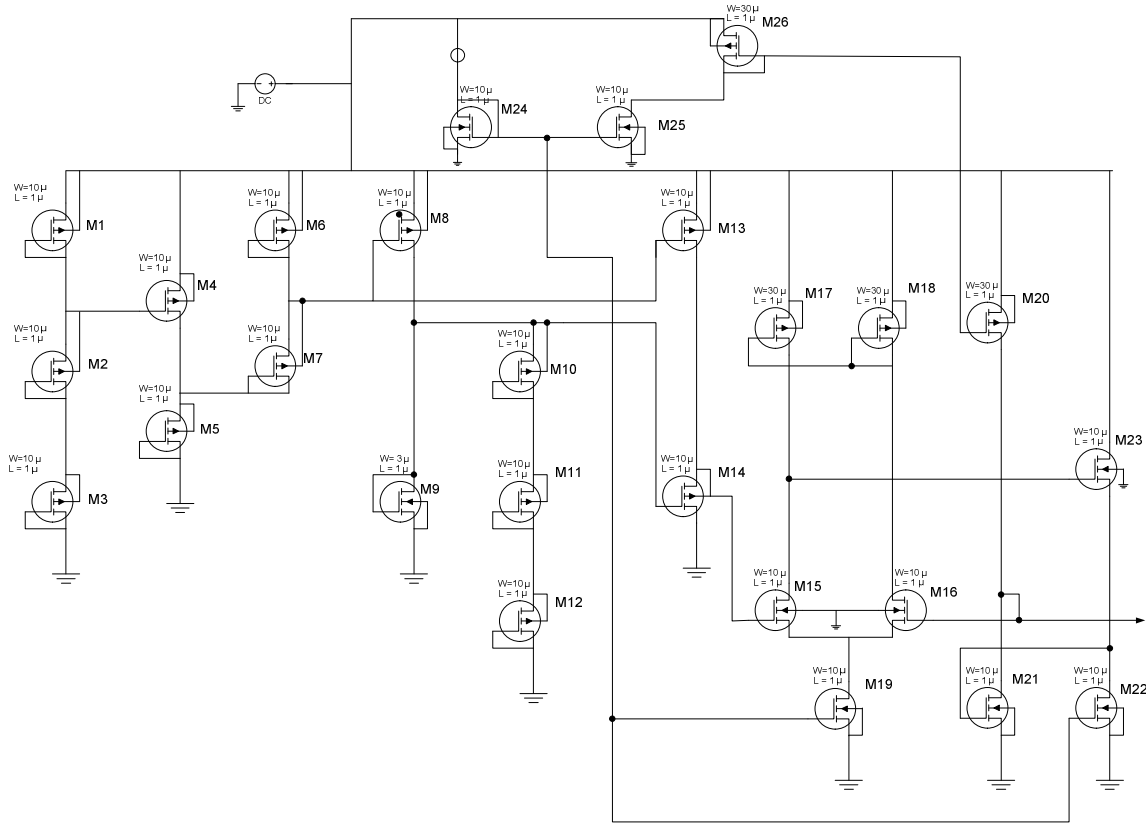 W=30µ
L = 1µ
M26
DC
W=10µ
L = 1µ
M24
W=10µ
L = 1µ
M25
W=10µ
L = 1µ
M1
W=10µ
L = 1µ
M6
W=10µ
L = 1µ
M8
W=10µ
L = 1µ
M13
W=10µ
L = 1µ
M4
W=30µ
L = 1µ
M17
W=30µ
L = 1µ
M18
W=30µ
L = 1µ
M20
W=10µ
L = 1µ
M2
W=10µ
L = 1µ
M7
W=10µ
L = 1µ
M10
W=10µ
L = 1µ
M5
W=10µ
L = 1µ
M23
W=10µ
L = 1µ
M3
W= 3µ
L = 1µ
M9
W=10µ
L = 1µ
M11
W=10µ
L = 1µ
M14
W=10µ
L = 1µ
M12
W=10µ
L = 1µ
M15
W=10µ
L = 1µ
M16
W=10µ
L = 1µ
M19
W=10µ
L = 1µ
M21
W=10µ
L = 1µ
M22